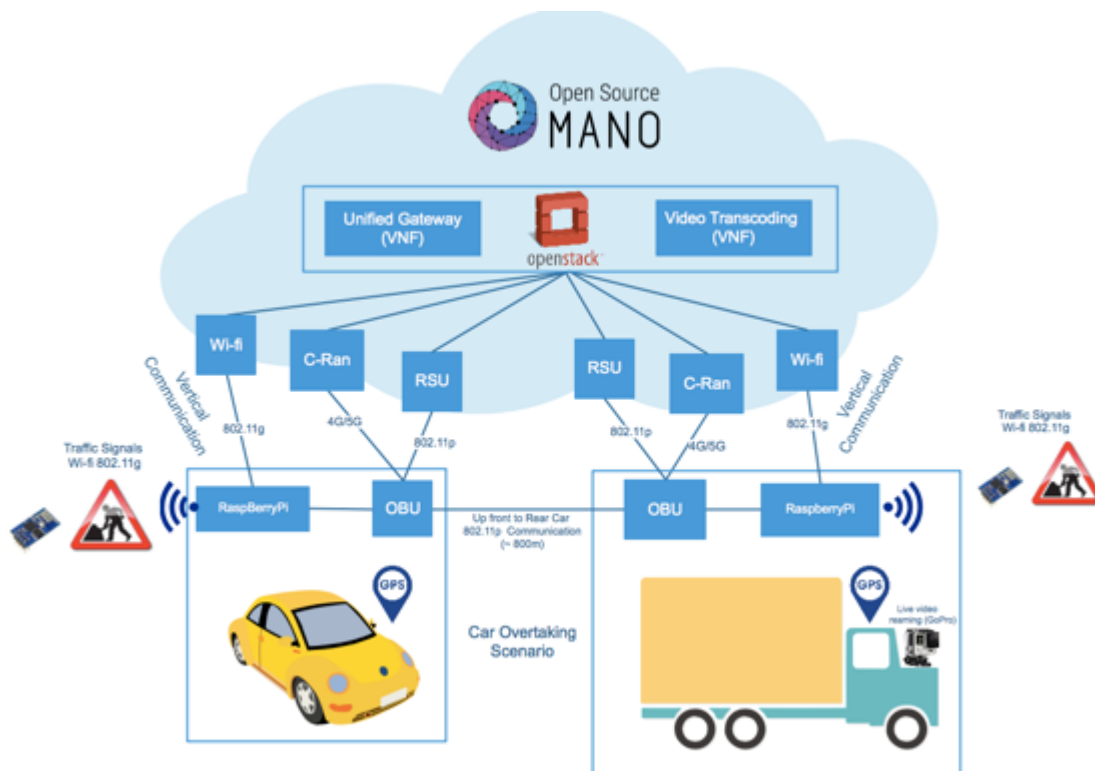 Open Source
MANO
Unified Gateway
(VNF)
openstack
Video Transcoding
(VNF)
Wi-fi
C-Ran
RSU
RSU
C-Ran
Wi-fi
Vertical
Communication
802.11g
4G/5G
802.11p
802.11p
4G/5G
802.11g
Vertical
Communication
Traffic Signals
Wi-fi 802.11g
Traffic Signals
Wi-fi 802.11g
RaspBerryPi
OBU
Up front to Rear Car
802.11p Communication
(~ 800m)
OBU
RaspberryPI
GPS
Car Overtaking
Scenario
GPS
Live video
reaming (GoPro)